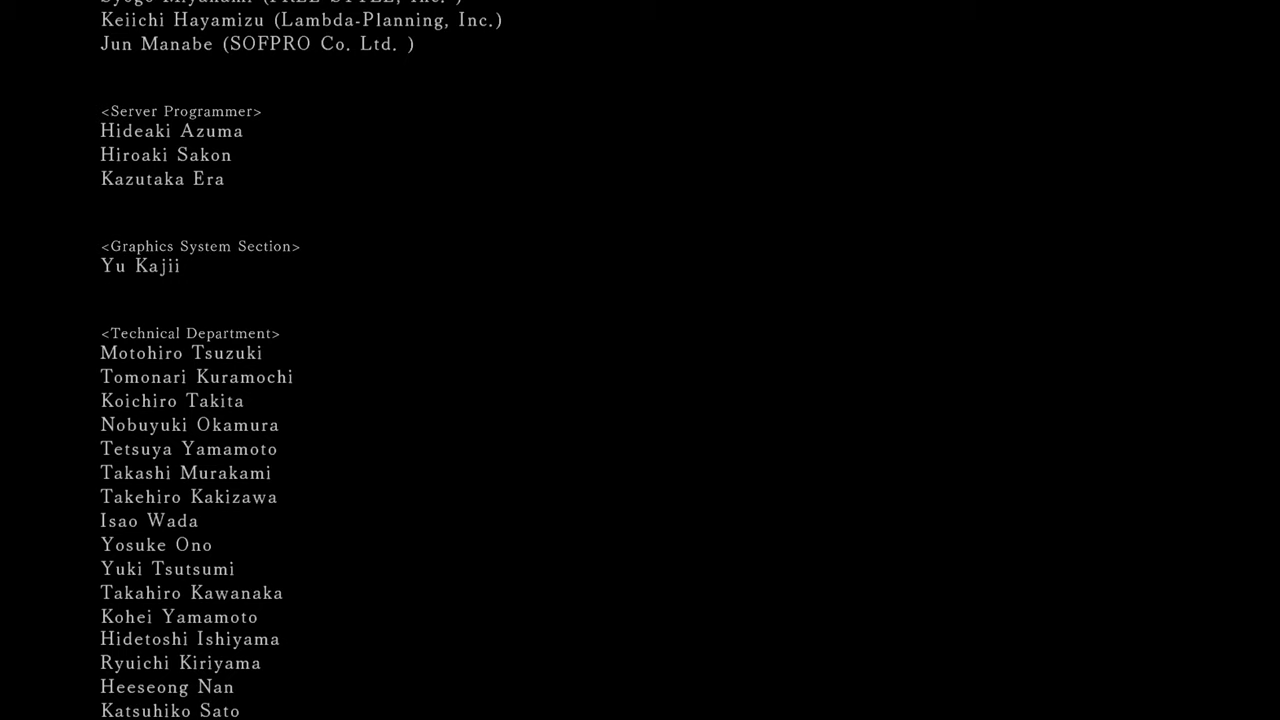 Keiichi Hayamizu (Lambda-Planning, Inc.)
Jun Manabe (SOFPRO Co. Ltd. )
<Server Programmer>
Hideaki Azuma
Hiroaki Sakon
Kazutaka Era
<Graphics System Section>
Yu Kajii
<Technical Department>
Motohiro Tsuzuki
Tomonari Kuramochi
Koichiro Takita
Nobuyuki Okamura
Tetsuya Yamamoto
Takashi Murakami
Takehiro Kakizawa
Isao Wada
Yosuke Ono
Yuki Tsutsumi
Takahiro Kawanaka
Kohei Yamamoto
Hidetoshi Ishiyama
Ryuichi Kiriyama
Heeseong Nan
Katsuhiko Sato